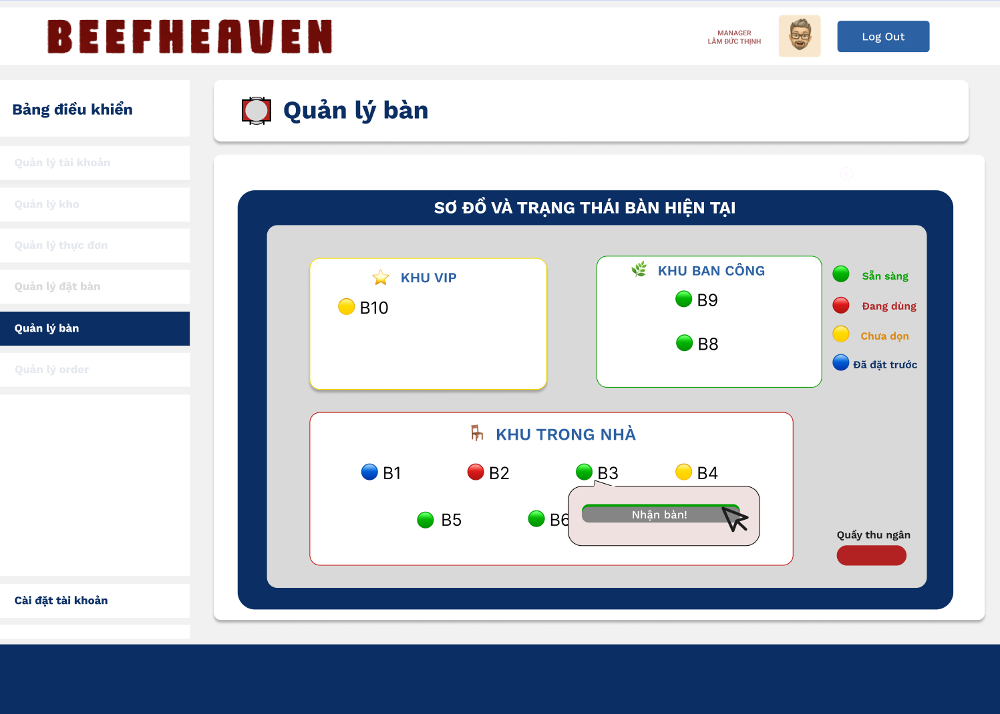 BEEFHEAVEN
MANAGER
LÂM ĐỨC THỊNH
Log Out
Bảng điều khiển
Quản lý tài khoản
Quản lý kho
Quản lý thực đơn
Quản lý đặt bàn
Quản lý bàn
Quản lý order
Cài đặt tài khoản
Quản lý bàn
SƠ ĐỒ VÀ TRẠNG THÁI BÀN HIỆN TẠI
KHU VIP
B10
KHU BAN CÔNG
B9
B8
Sẵn sàng
Đang dùng
Chưa dọn
Đã đặt trước
KHU TRONG NHÀ
B1
B2
B3
B4
B5
B6
Nhận bàn!
Quầy thu ngân